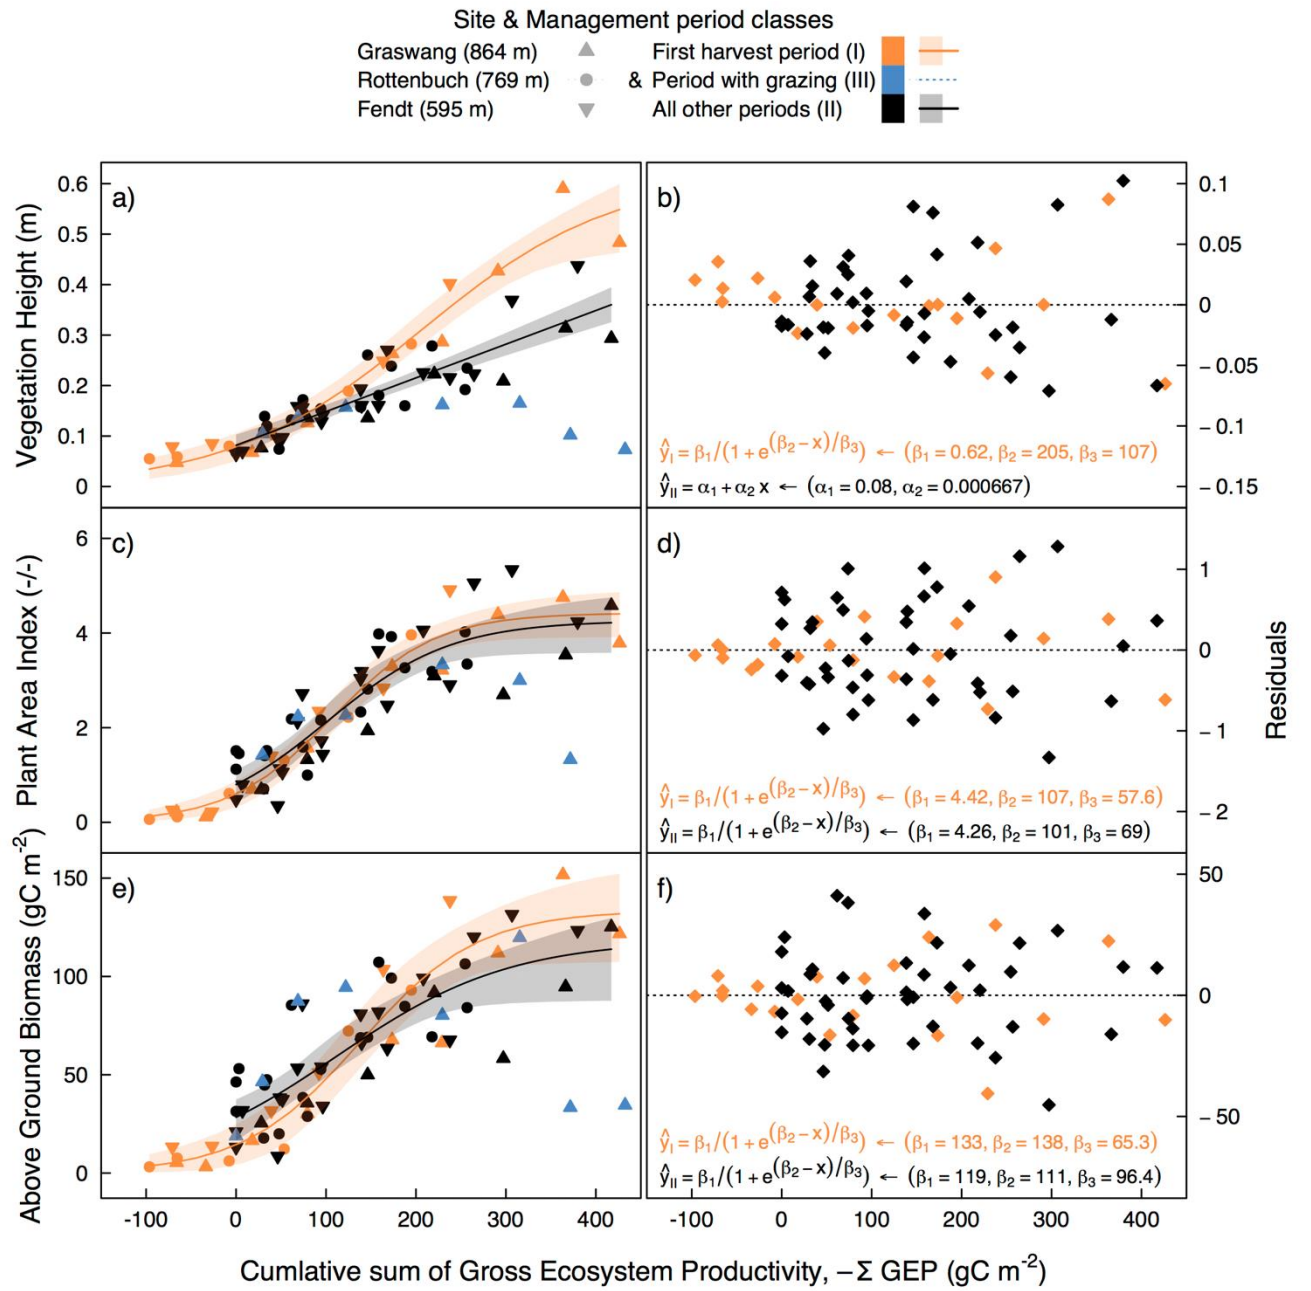 Site & Management period classes
Graswang (864 m)
First harvest period (I)
Rottenbuch (769 m)
& Period with grazing (III)
Fendt (595 m)
All other periods (II)
Vegetation Height (m)
0.6
0.5
0.4
0.3
0.2
0.1
0
a)
b)
0.1
0.05
0
−0.05
−0.1
−0.15
ŷI = β1/(1+e(β2−x)/β3) ← (β1 = 0.62, β2 = 205, β3 = 107)
ŷII = α1+α2 x ← (α1 = 0.08, α2 = 0.000667)
Plant Area Index (-/-)
6
4
2
0
c)
d)
1
0
−1
−2
Residuals
ŷI = β1/(1+e(β2−x)/β3) ← (β1 = 4.42, β2 = 107, β3 = 57.6)
ŷII = β1/(1+e(β2−x)/β3) ← (β1 = 4.26, β2 = 101, β3 = 69)
Above Ground Biomass (gC m-2)
150
100
50
0
e)
f)
50
0
−50
ŷI = β1/(1+e(β2−x)/β3) ← (β1 = 133, β2 = 138, β3 = 65.3)
ŷII = β1/(1+e(β2−x)/β3) ← (β1 = 119, β2 = 111, β3 = 96.4)
-100 0 100 200 300 400
-100 0 100 200 300 400
Cumlative sum of Gross Ecosystem Productivity, −Σ GEP (gC m-2)